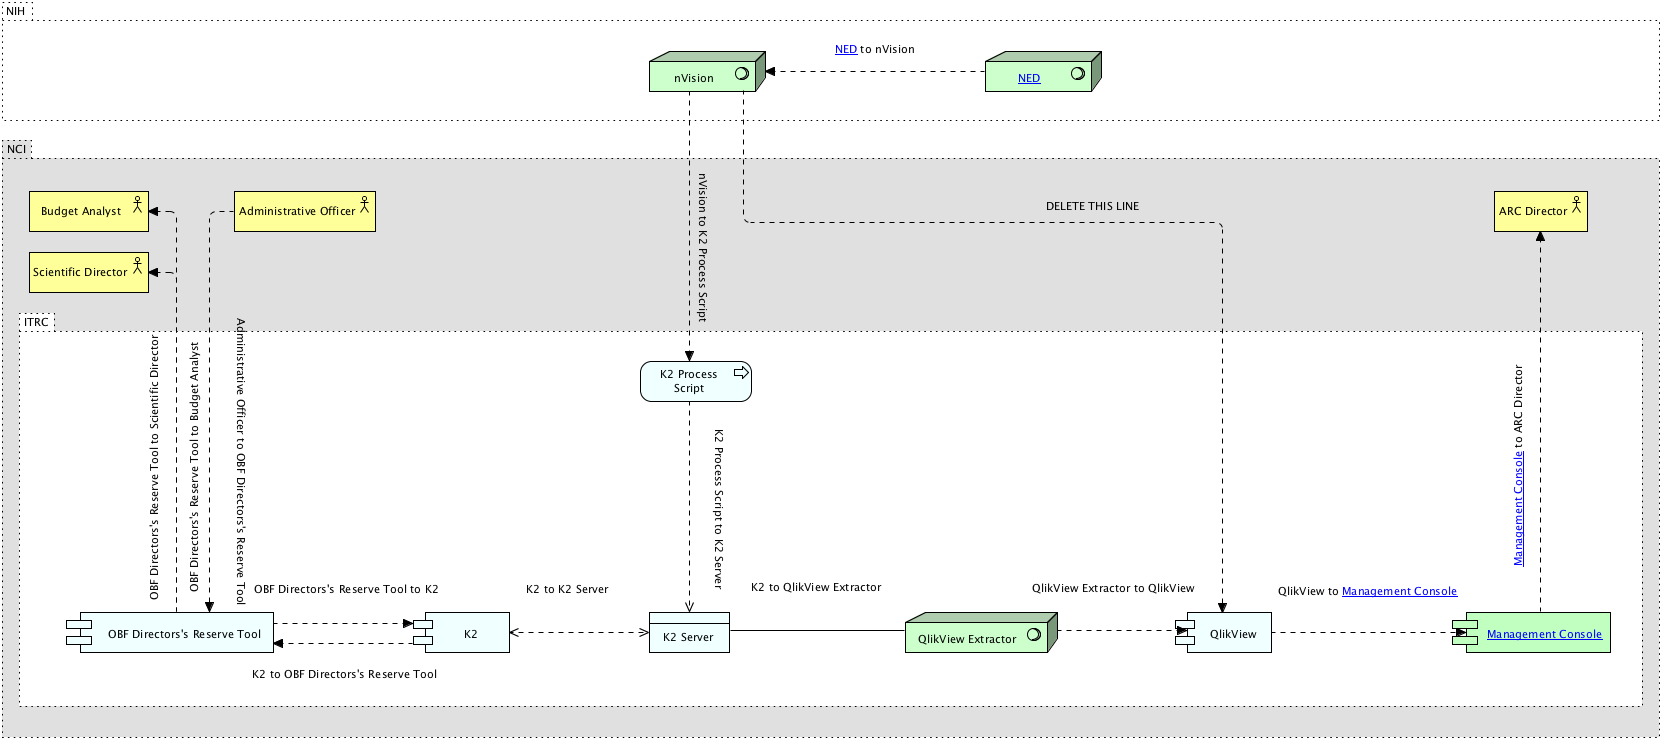 NIH
NED to nVision
nVision
NED
NCI
Budget Analyst
Administrative Officer
Scientific Director
nVision to K2 Process Script
DELETE THIS LINE
ARC Director
ITRC
OBF Directors's Reserve Tool to Scientific Director
OBF Directors's Reserve Tool to Budget Analyst
Administrative Officer to OBF Directors's Reserve Tool
K2 Process
Script
K2 Process Script to K2 Server
Management Console to ARC Director
OBF Directors's Reserve Tool to K2
K2 to K2 Server
K2 to QlikView Extractor
QlikView Extractor to QlikView
QlikView to Management Console
OBF Directors's Reserve Tool
K2
K2 Server
QlikView Extractor
QlikView
Management Console
K2 to OBF Directors's Reserve Tool